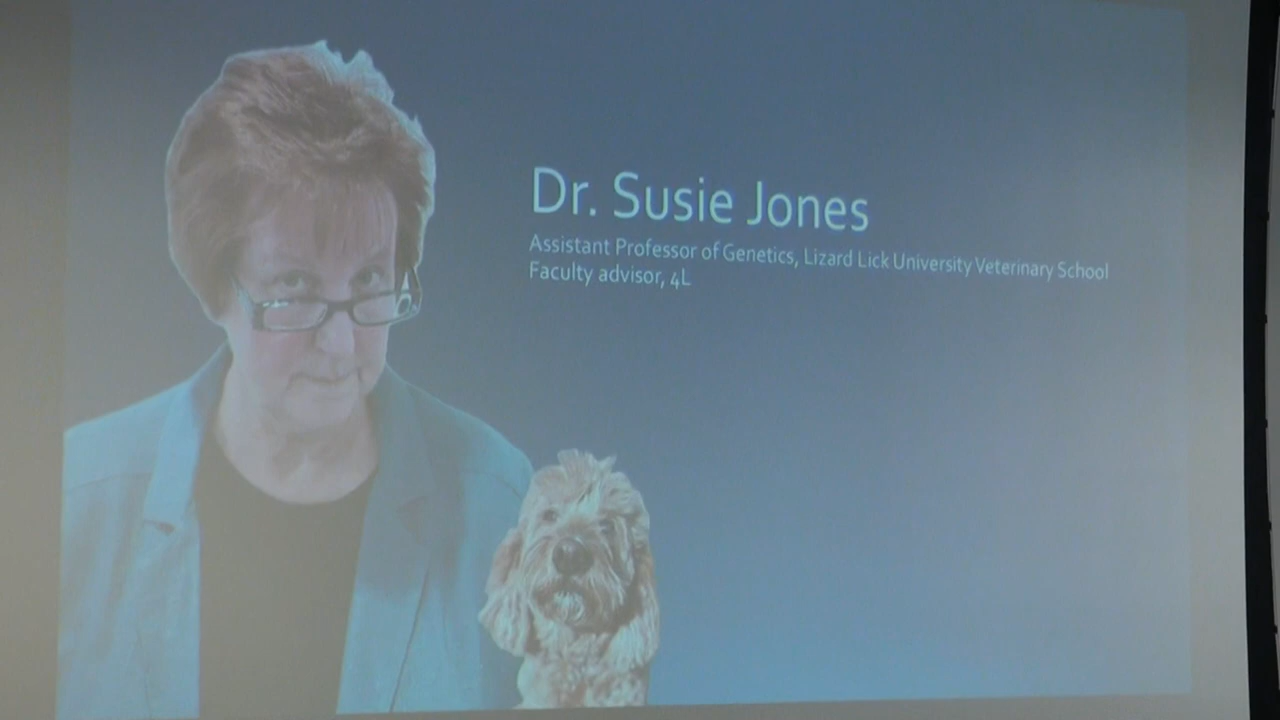 Dr. Susie Jones
Assistant Professor of Genetics, Lizard Lick University Veterinary School
Faculty advisor, 4L